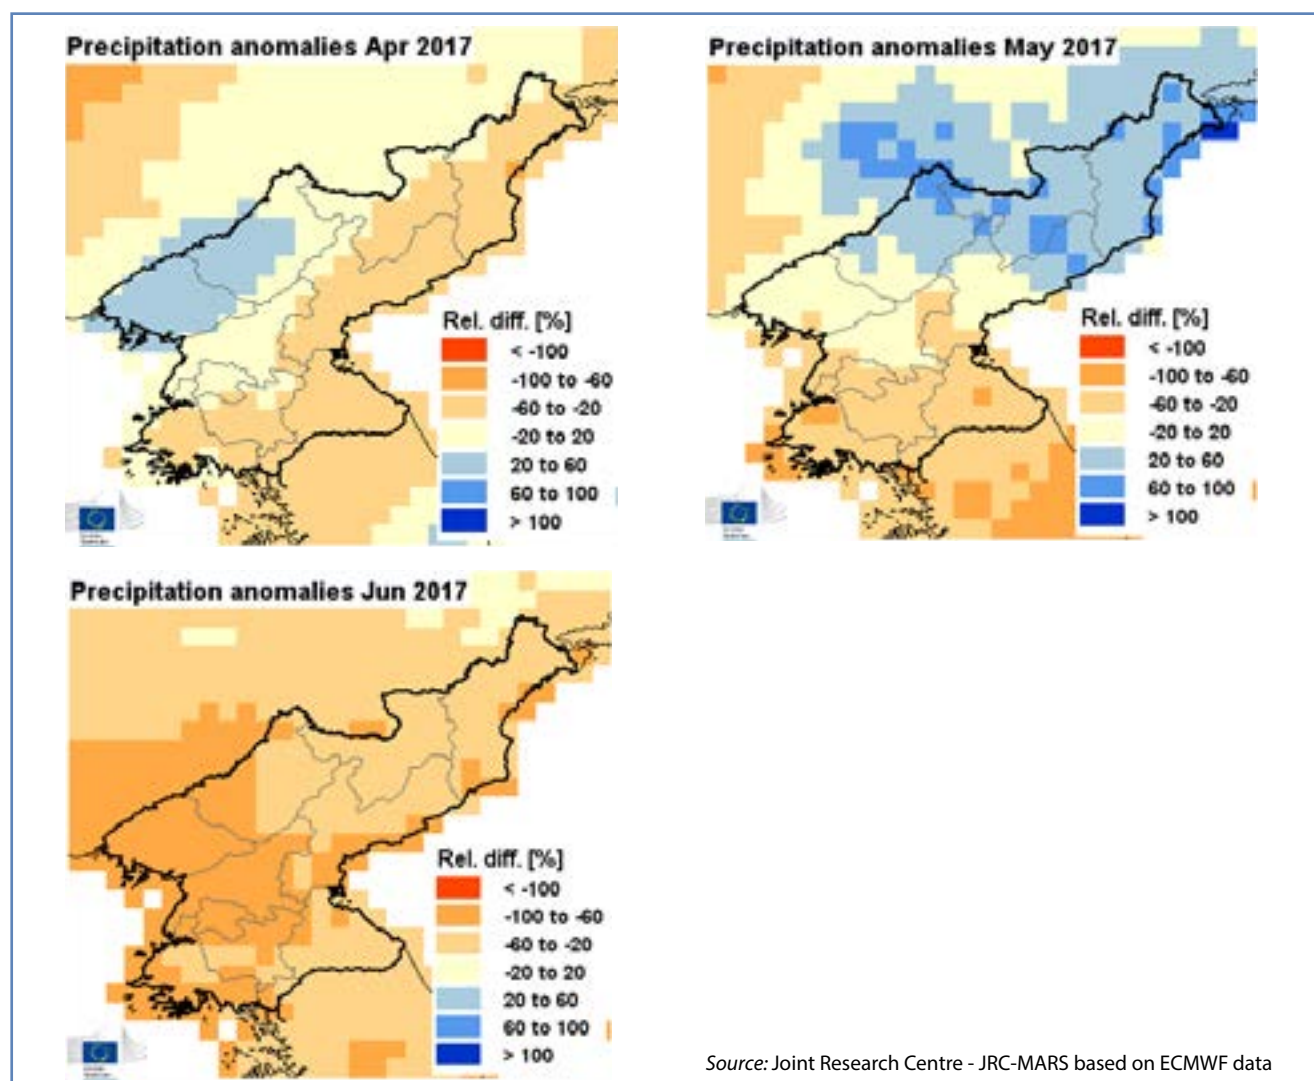 Precipitation anomalies Apr 2017
Rel. diff. [%]
< -100
-100 to -60
-60 to -20
-20 to 20
20 to 60
60 to 100
> 100
Precipitation anomalies May 2017
Rel. diff. [%]
< -100
-100 to -60
-60 to -20
-20 to 20
20 to 60
60 to 100
> 100
Precipitation anomalies Jun 2017
Rel. diff. [%]
< -100
-100 to -60
-60 to -20
-20 to 20
20 to 60
60 to 100
> 100
Source: Joint Research Centre - JRC-MARS based on ECMWF data